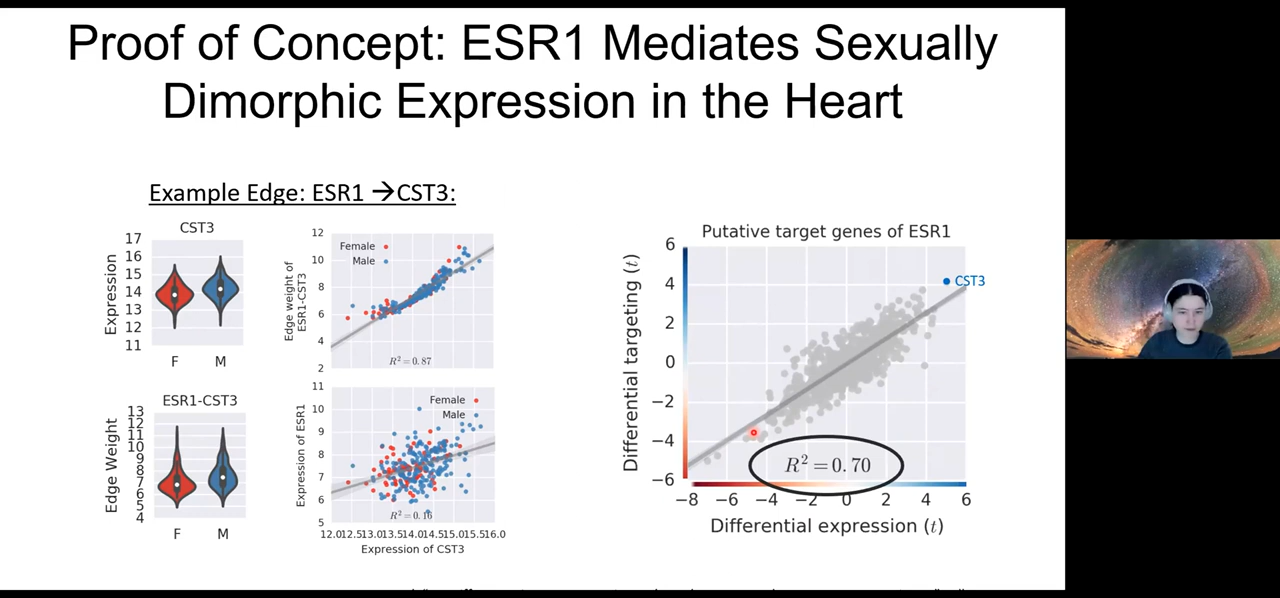 Proof of Concept: ESR1 Mediates Sexually
Dimorphic Expression in the Heart
Example Edge: ESR1 →CST3:
CST3
Expression
17
16
15
14
13
12
11
F M
ESR1-CST3
Edge Weight
13
12
11
10
9
8
7
6
5
4
F M
Edge weight of
ESR1-CST3
12
10
8
6
4
2
Female
Male
R² = 0.87
Expression of ESR1
11
10
9
8
7
6
5
Female
Male
R² = 0.16
12.012.513.013.514.014.515.015.516.0
Expression of CST3
Putative target genes of ESR1
Differential targeting (t)
6
4
2
0
−2
−4
−6
CST3
R² = 0.70
−8 −6 −4 −2 0 2 4 6
Differential expression (t)